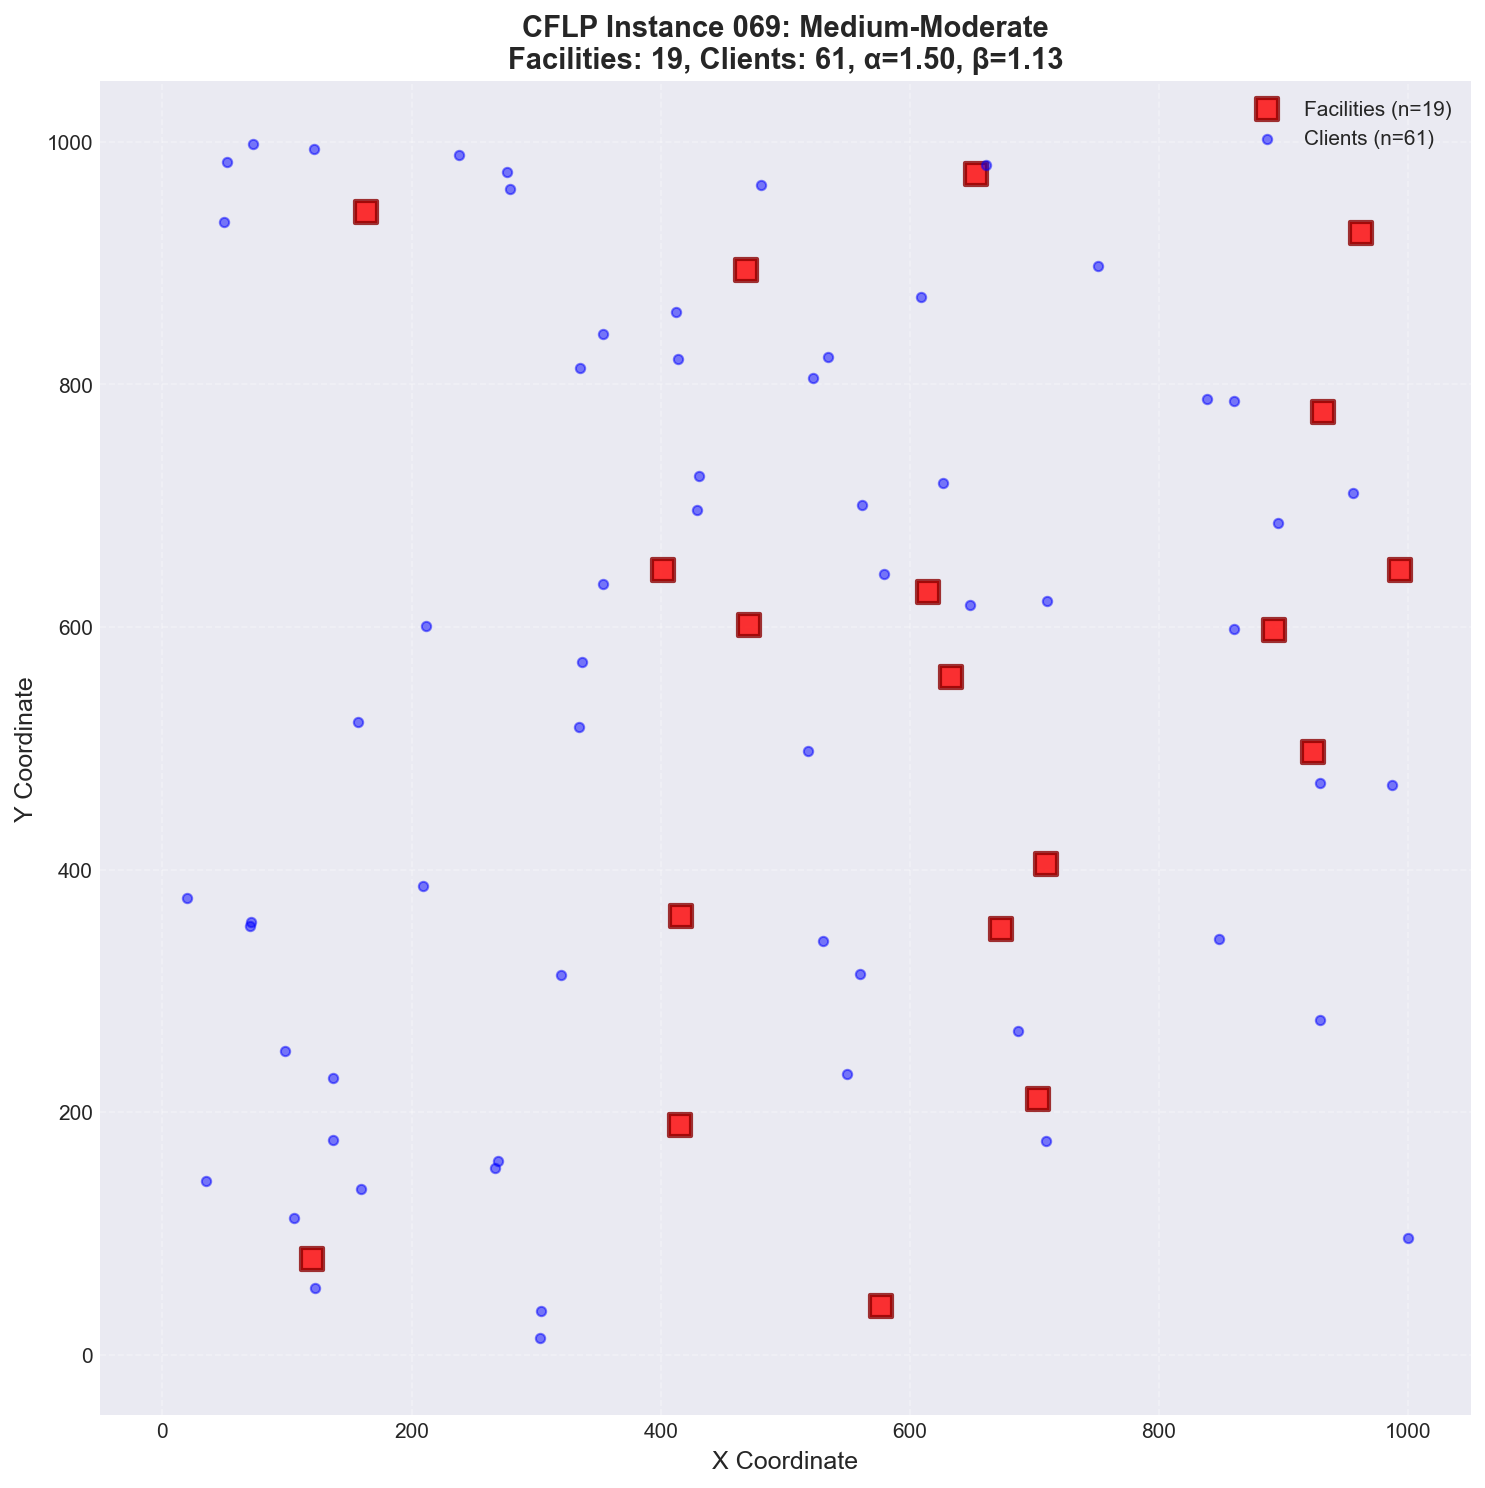 CFLP Instance 069: Medium-Moderate
Facilities: 19, Clients: 61, α=1.50, β=1.13
Facilities (n=19)
Clients (n=61)
1000
800
600
400
200
0
Y Coordinate
0 200 400 600 800 1000
X Coordinate